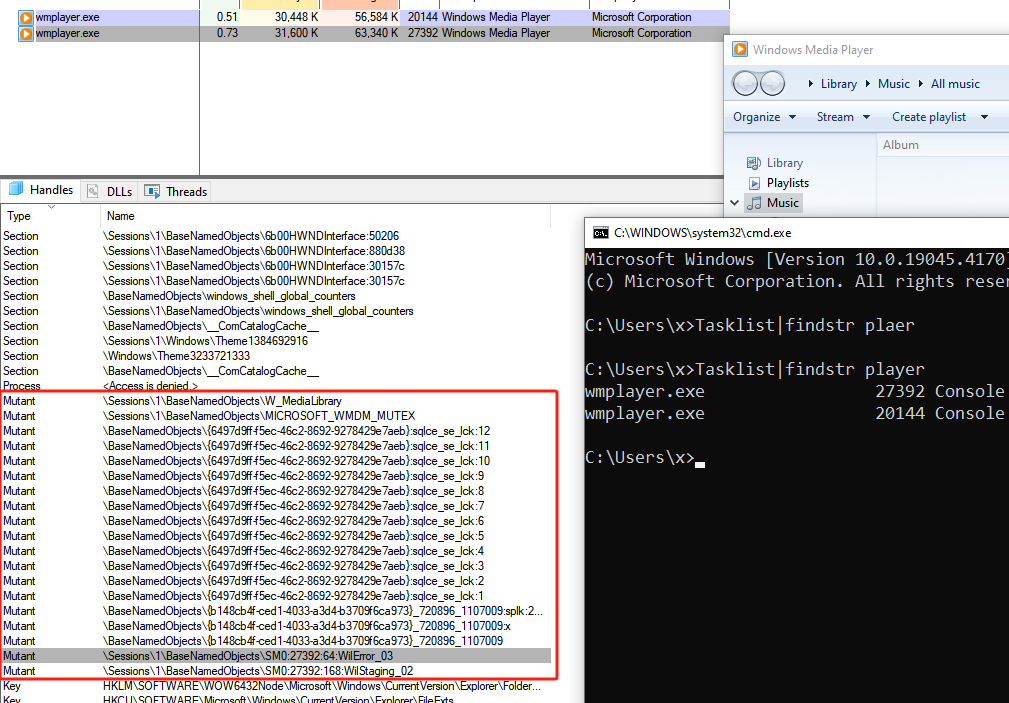 wmplayer.exe 0.51 30,448 K 56,584 K 20144 Windows Media Player Microsoft Corporation
wmplayer.exe 0.73 31,600 K 63,340 K 27392 Windows Media Player Microsoft Corporation
Windows Media Player
Library Music All music
Organize Stream Create playlist
Album
Library
Playlists
Music
Handles DLLs Threads
Type Name
Section \Sessions\1\BaseNamedObjects\6b00HWNDInterface:50206
Section \Sessions\1\BaseNamedObjects\6b00HWNDInterface:880d38
Section \Sessions\1\BaseNamedObjects\6b00HWNDInterface:30157c
Section \Sessions\1\BaseNamedObjects\6b00HWNDInterface:30157c
Section \BaseNamedObjects\windows_shell_global_counters
Section \Sessions\1\BaseNamedObjects\windows_shell_global_counters
Section \BaseNamedObjects\__ComCatalogCache__
Section \Sessions\1\Windows\Theme1384692916
Section \Windows\Theme3233721333
Section \BaseNamedObjects\__ComCatalogCache__
Process <Access is denied.>
Mutant \Sessions\1\BaseNamedObjects\W_MediaLibrary
Mutant \Sessions\1\BaseNamedObjects\MICROSOFT_WMDM_MUTEX
Mutant \BaseNamedObjects\{6497d9ff-f5ec-46c2-8692-9278429e7aeb}:sqlce_se_lck:12
Mutant \BaseNamedObjects\{6497d9ff-f5ec-46c2-8692-9278429e7aeb}:sqlce_se_lck:11
Mutant \BaseNamedObjects\{6497d9ff-f5ec-46c2-8692-9278429e7aeb}:sqlce_se_lck:10
Mutant \BaseNamedObjects\{6497d9ff-f5ec-46c2-8692-9278429e7aeb}:sqlce_se_lck:9
Mutant \BaseNamedObjects\{6497d9ff-f5ec-46c2-8692-9278429e7aeb}:sqlce_se_lck:8
Mutant \BaseNamedObjects\{6497d9ff-f5ec-46c2-8692-9278429e7aeb}:sqlce_se_lck:7
Mutant \BaseNamedObjects\{6497d9ff-f5ec-46c2-8692-9278429e7aeb}:sqlce_se_lck:6
Mutant \BaseNamedObjects\{6497d9ff-f5ec-46c2-8692-9278429e7aeb}:sqlce_se_lck:5
Mutant \BaseNamedObjects\{6497d9ff-f5ec-46c2-8692-9278429e7aeb}:sqlce_se_lck:4
Mutant \BaseNamedObjects\{6497d9ff-f5ec-46c2-8692-9278429e7aeb}:sqlce_se_lck:3
Mutant \BaseNamedObjects\{6497d9ff-f5ec-46c2-8692-9278429e7aeb}:sqlce_se_lck:2
Mutant \BaseNamedObjects\{6497d9ff-f5ec-46c2-8692-9278429e7aeb}:sqlce_se_lck:1
Mutant \BaseNamedObjects\{b148cb4f-ced1-4033-a3d4-b3709f6ca973}_720896_1107009:splk:2...
Mutant \BaseNamedObjects\{b148cb4f-ced1-4033-a3d4-b3709f6ca973}_720896_1107009:x
Mutant \BaseNamedObjects\{b148cb4f-ced1-4033-a3d4-b3709f6ca973}_720896_1107009
Mutant \Sessions\1\BaseNamedObjects\SM0:27392:64:WilError_03
Mutant \Sessions\1\BaseNamedObjects\SM0:27392:168:WilStaging_02
Key HKLM\SOFTWARE\WOW6432Node\Microsoft\Windows\CurrentVersion\Explorer\Folder...
Key HKCU\SOFTWARE\Microsoft\Windows\CurrentVersion\Explorer\FileExts
C:\WINDOWS\system32\cmd.exe
Microsoft Windows [Version 10.0.19045.4170]
(c) Microsoft Corporation. All rights reser
C:\Users\x>Tasklist|findstr plaer
C:\Users\x>Tasklist|findstr player
wmplayer.exe 27392 Console
wmplayer.exe 20144 Console
C:\Users\x>